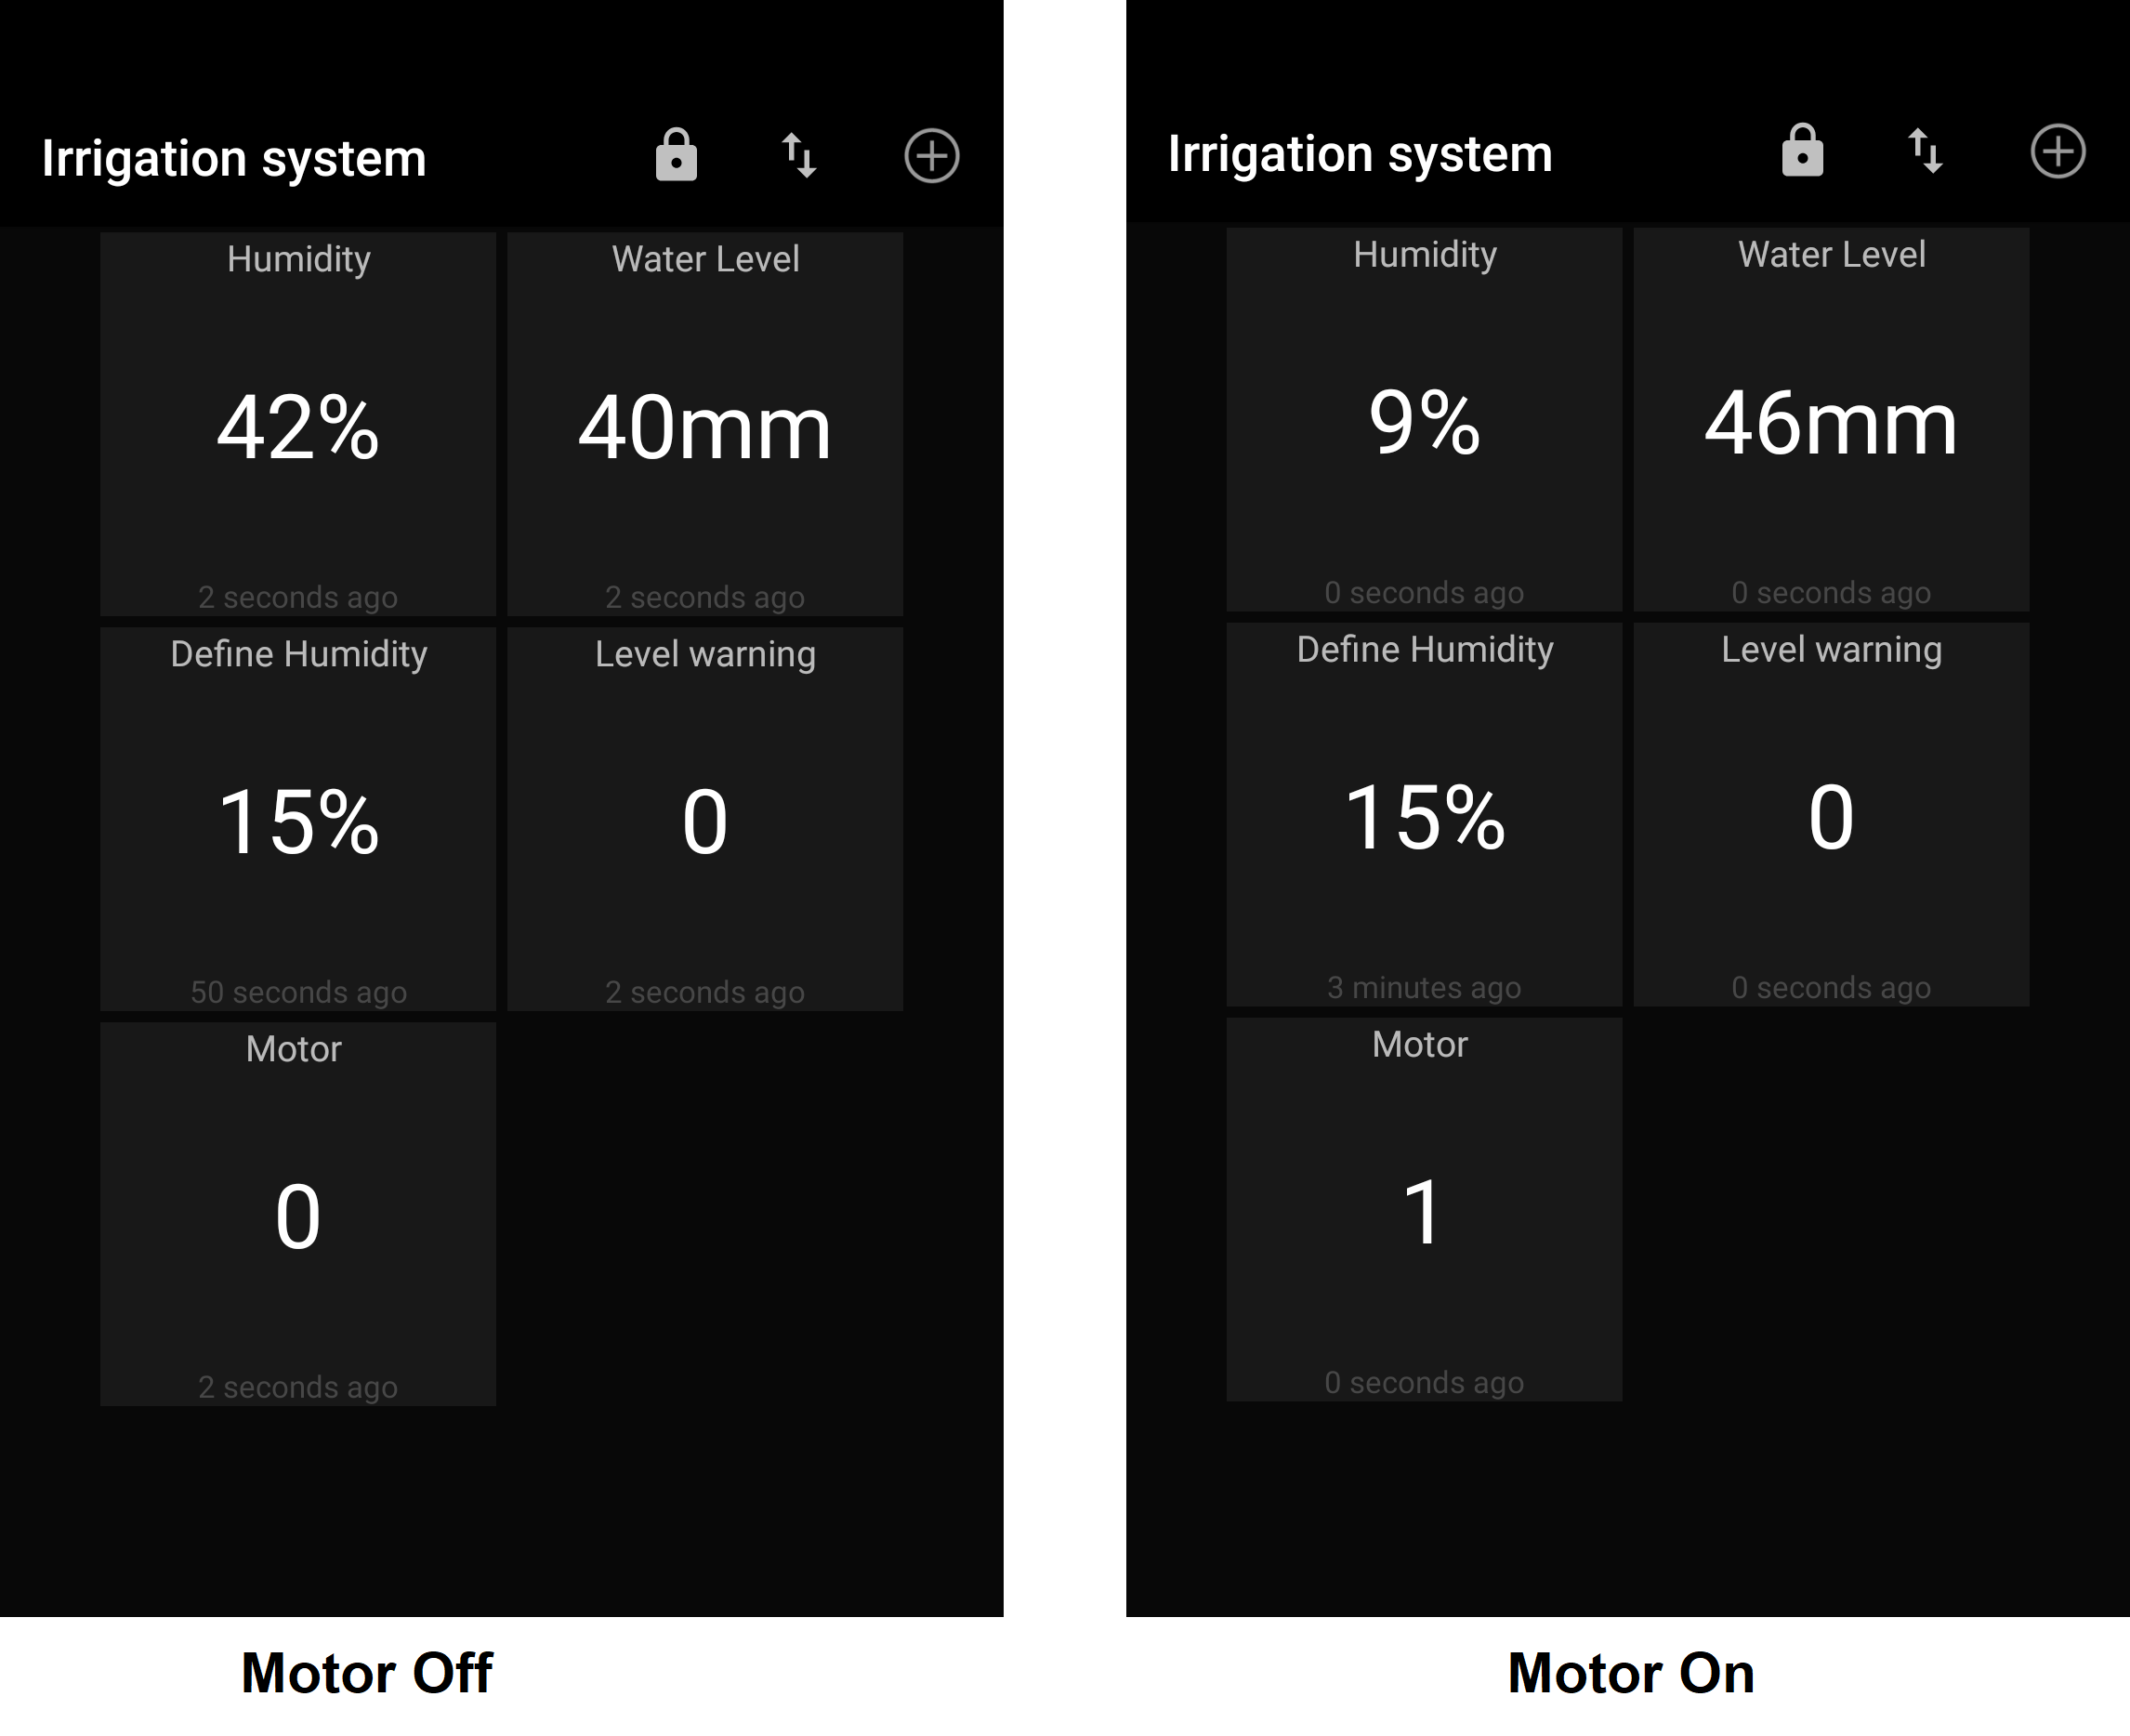 Irrigation system
Humidity
Water Level
42%
40mm
2 seconds ago
2 seconds ago
Define Humidity
Level warning
15%
0
50 seconds ago
2 seconds ago
Motor
0
2 seconds ago
Motor Off
Irrigation system
Humidity
Water Level
9%
46mm
0 seconds ago
0 seconds ago
Define Humidity
Level warning
15%
0
3 minutes ago
0 seconds ago
Motor
1
0 seconds ago
Motor On